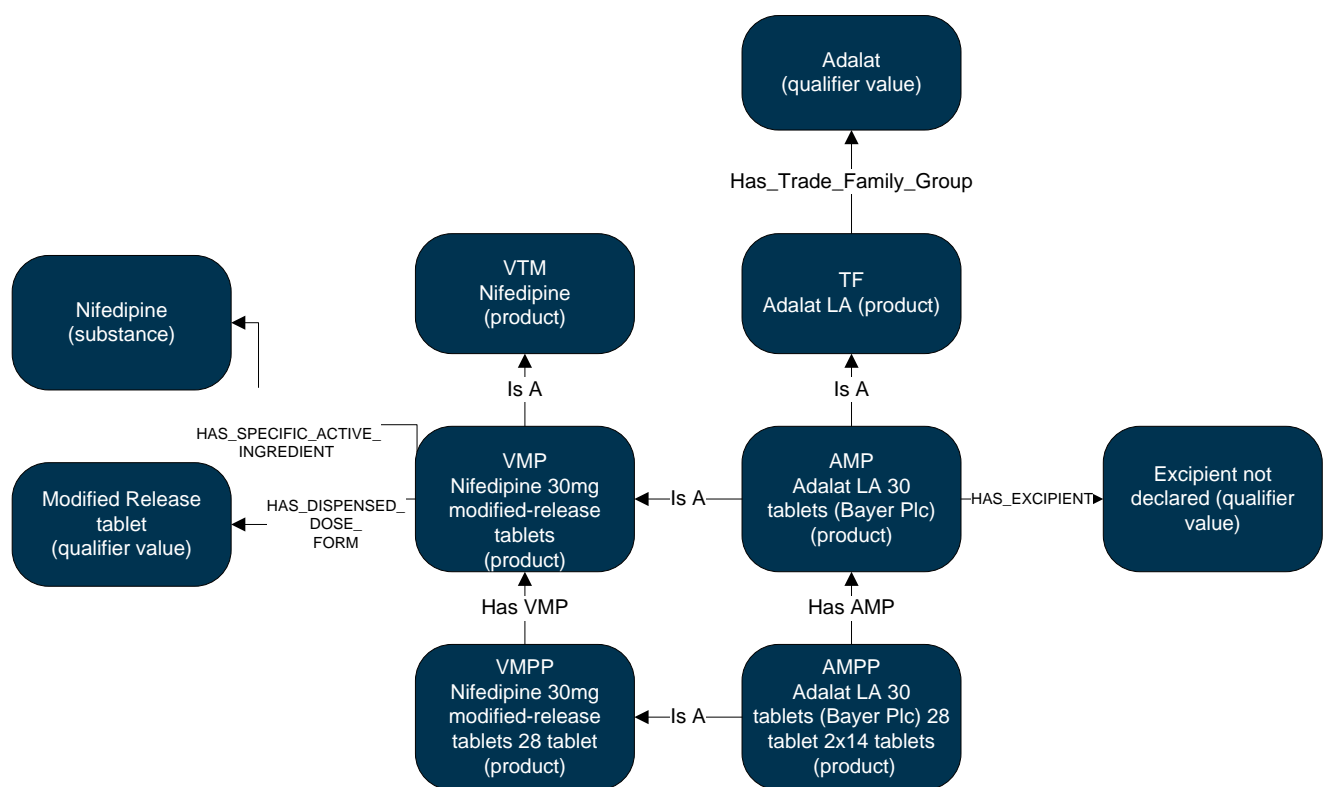 Adalat
(qualifier value)
Has_Trade_Family_Group
VTM
Nifedipine
(product)
TF
Adalat LA (product)
Nifedipine
(substance)
Is A
Is A
HAS_SPECIFIC_ACTIVE_
INGREDIENT
VMP
Nifedipine 30mg
modified-release
tablets
(product)
AMP
Adalat LA 30
tablets (Bayer Plc)
(product)
Excipient not
declared (qualifier
value)
Modified Release
tablet
(qualifier value)
HAS_DISPENSED_
DOSE_
FORM
Is A
HAS_EXCIPIENT
Has VMP
Has AMP
VMPP
Nifedipine 30mg
modified-release
tablets 28 tablet
(product)
Is A
AMPP
Adalat LA 30
tablets (Bayer Plc) 28
tablet 2x14 tablets
(product)